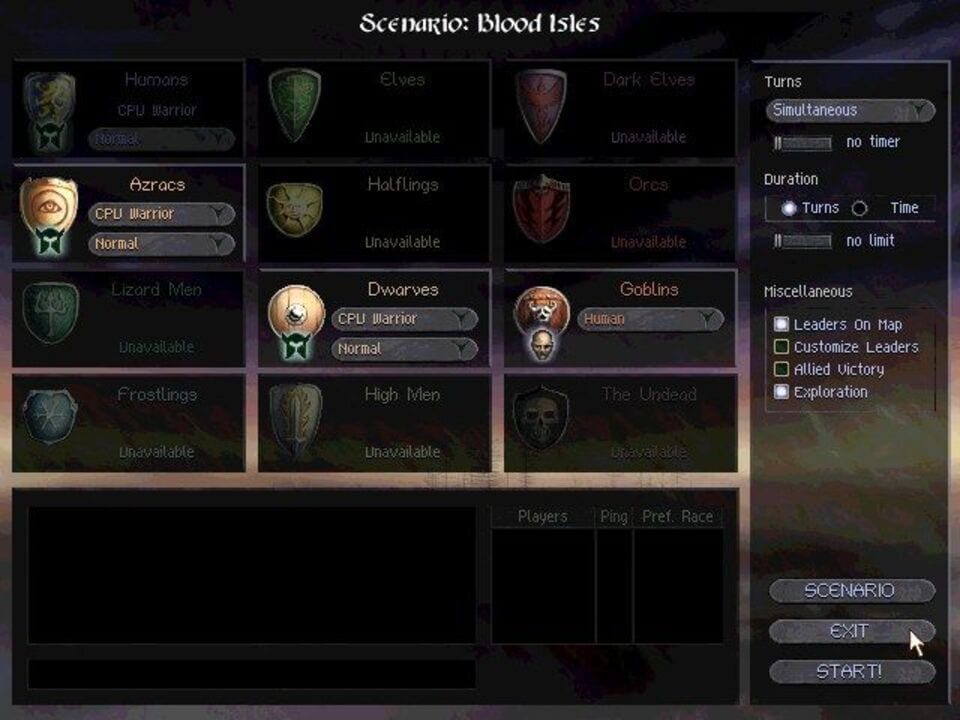 Scenario: Blood Isles
Humans
CPU Warrior
Normal
Elves
Unavailable
Dark Elves
Unavailable
Azracs
CPU Warrior
Normal
Halflings
Unavailable
Orcs
Unavailable
Lizard Men
Unavailable
Dwarves
CPU Warrior
Normal
Goblins
Human
Frostlings
Unavailable
High Men
Unavailable
The Undead
Unavailable
Players Ping Pref. Race
Turns
Simultaneous
no timer
Duration
Turns Time
no limit
Miscellaneous
Leaders On Map
Customize Leaders
Allied Victory
Exploration
SCENARIO
EXIT
START!